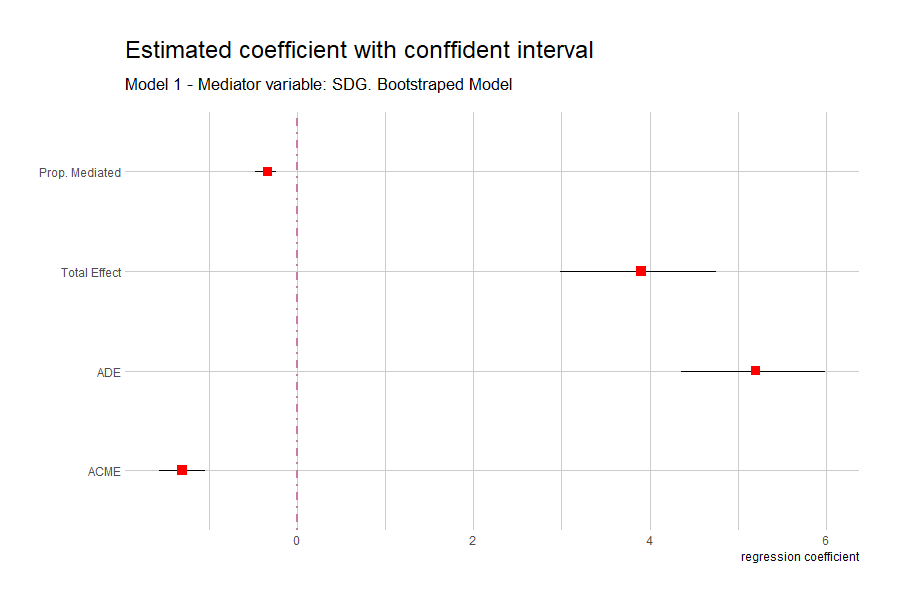 Estimated coefficient with conffident interval
Model 1 - Mediator variable: SDG. Bootstraped Model
Prop. Mediated
Total Effect
ADE
ACME
0
2
4
6
regression coefficient